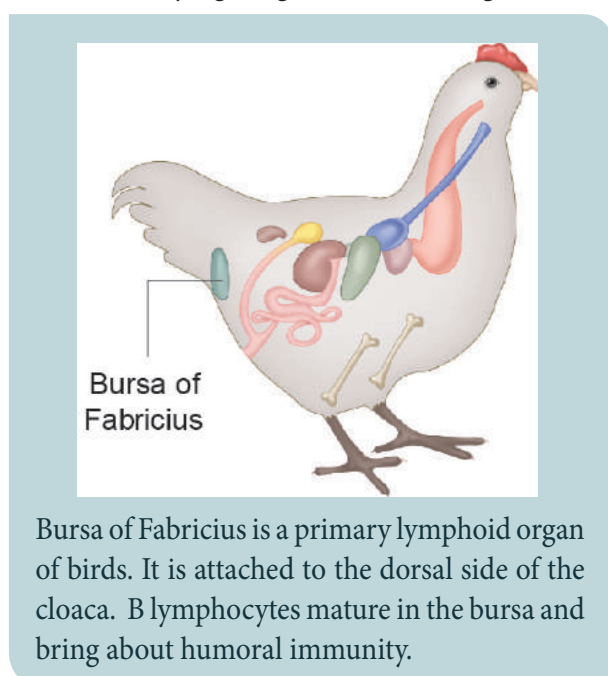 Bursa of
Fabricius
Bursa of Fabricius is a primary lymphoid organ
of birds. It is attached to the dorsal side of the
cloaca. B lymphocytes mature in the bursa and
bring about humoral immunity.